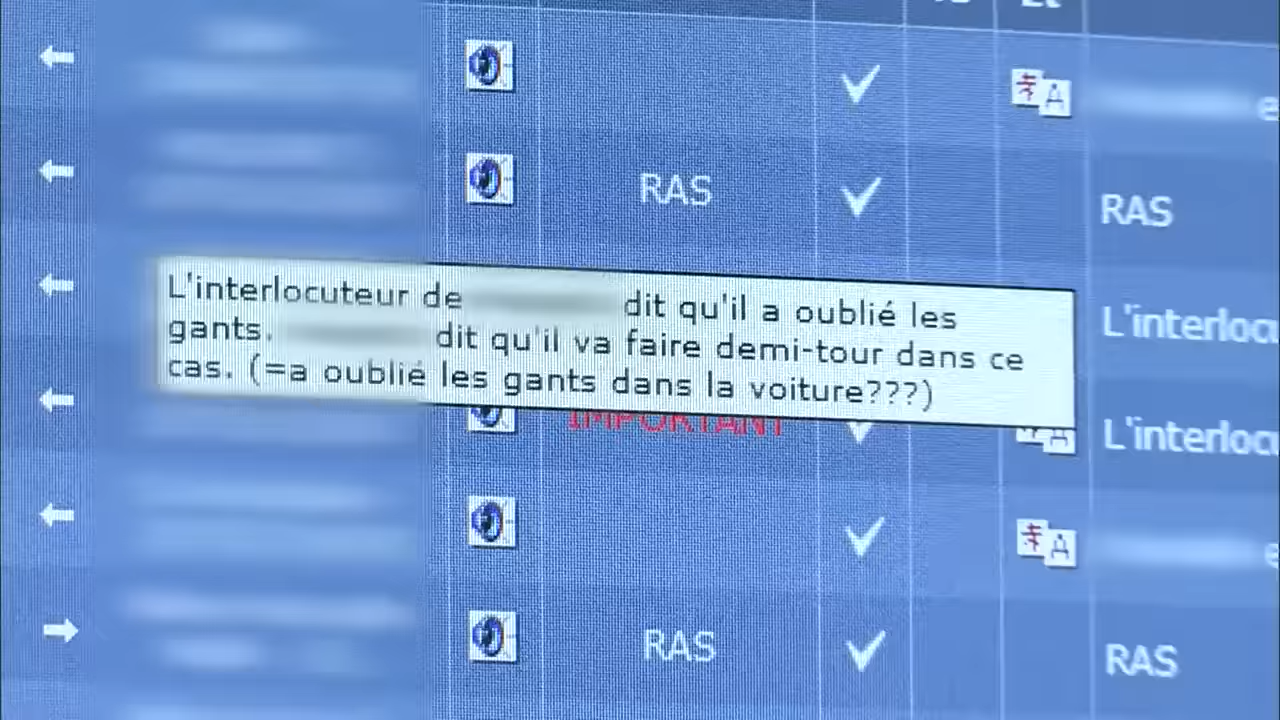 RAS
RAS
L'interlocuteur de dit qu'il a oublié les
gants. dit qu'il va faire demi-tour dans ce
cas. (=a oublié les gants dans la voiture???)
L'interlocu
IMPORTANT
L'interlocu
RAS
RAS